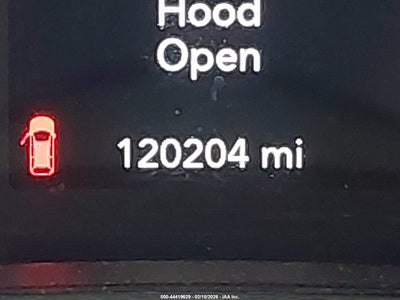 Hood
Open
120204 mi
000-44419629 - 02/18/2026 - IAA Inc.